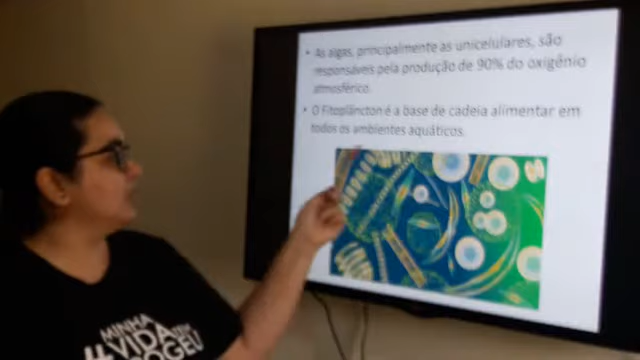 • As algas, principalmente as unicelulares, são
responsáveis pela produção de 90% do oxigênio
atmosférico.
• O Fitoplâncton é a base de cadeia alimentar em
todos os ambientes aquáticos.
MINHA
#VIDA TEM